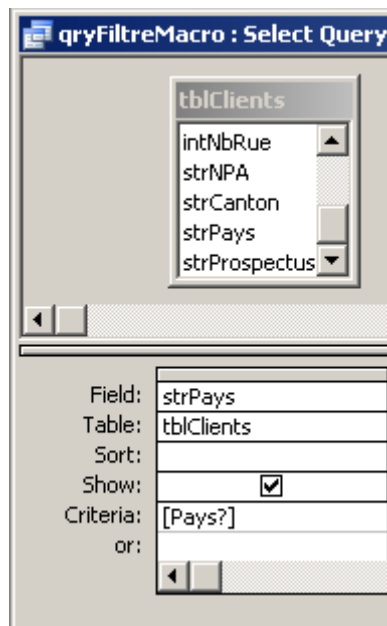 qryFiltreMacro : Select Query
tblClients
intNbRue
strNPA
strCanton
strPays
strProspectus
Field: strPays
Table: tblClients
Sort:
Show:
Criteria: [Pays?]
or: